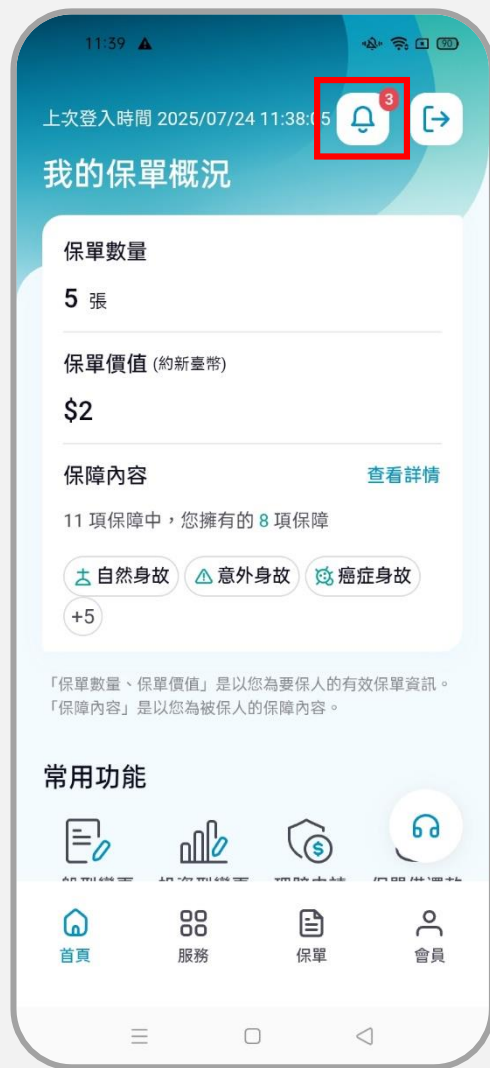 11:39
90
上次登入時間 2025/07/24 11:38:05
3
我的保單概況
保單數量
5 張
保單價值 (約新臺幣)
$2
保障內容 查看詳情
11 項保障中,您擁有的 8 項保障
自然身故 意外身故 癌症身故
+5
「保單數量、保單價值」是以您為要保人的有效保單資訊。
「保障內容」是以您為被保人的保障內容。
常用功能
首頁 服務 保單 會員